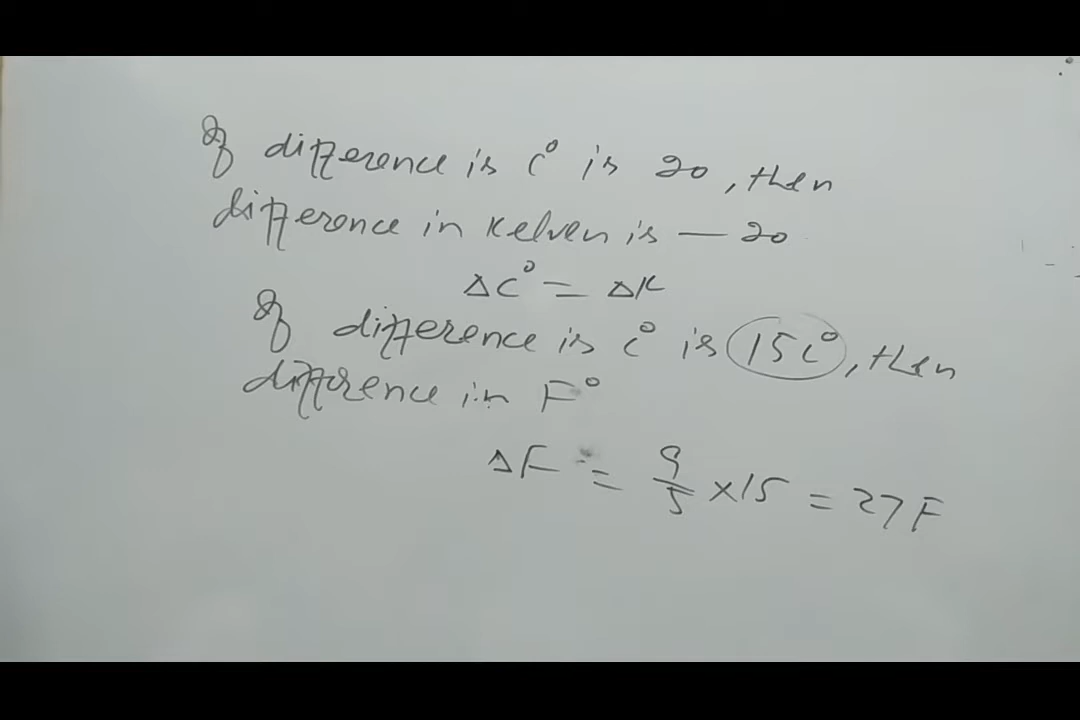 If difference is C° is 20, then
difference in Kelven is — 20
ΔC° = ΔK
If difference is C° is 15C°, then
difference in F°
ΔF = 9/5 × 15 = 27F